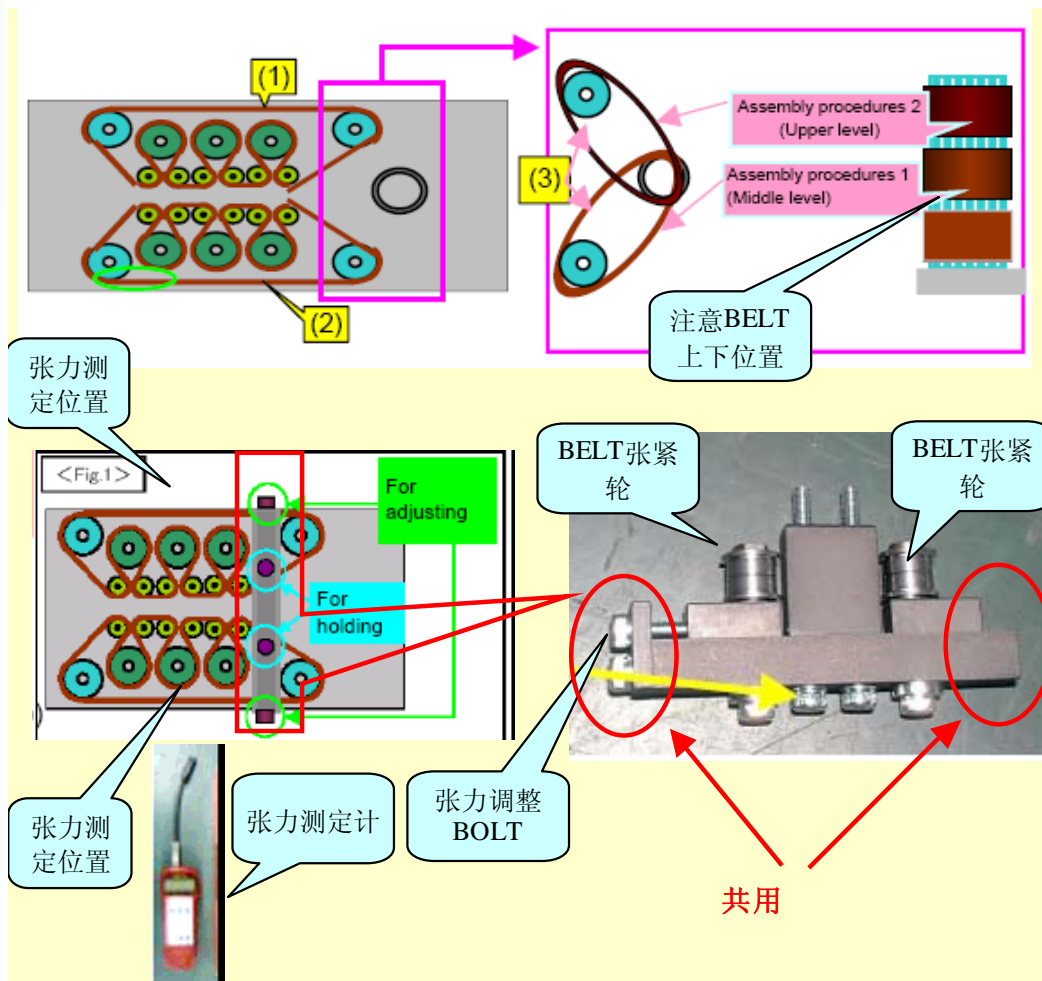 (1)
(2)
(3)
Assembly procedures 2
(Upper level)
Assembly procedures 1
(Middle level)
注意BELT
上下位置
张力测
定位置
<Fig.1>
For
adjusting
For
holding
BELT张紧
轮
BELT张紧
轮
张力测
定位置
张力测定计
张力调整
BOLT
共用